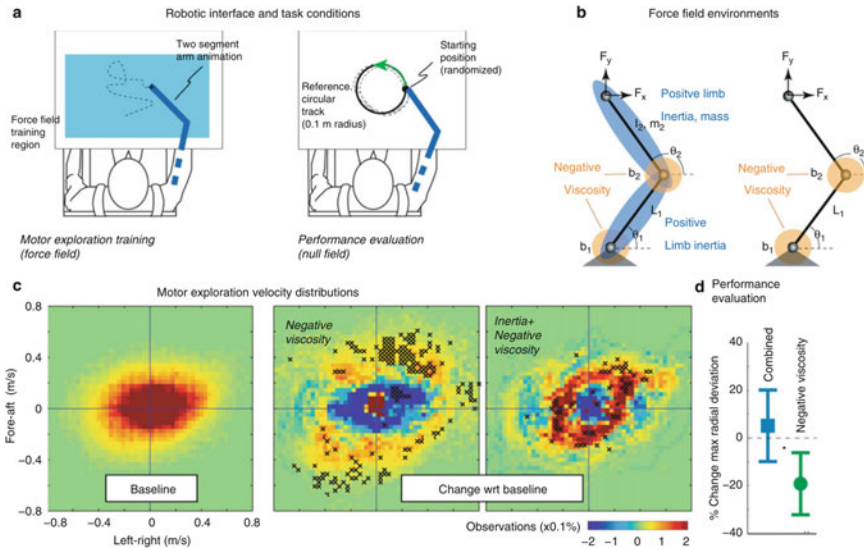 a
Robotic interface and task conditions
Two segment
arm animation
Force field
training
region
Motor exploration training
(force field)
Starting
position
(randomized)
Reference.
circular
track
(0.1 m radius)
Performance evaluation
(null field)
b
Force field environments
Fy
Fx
Positve limb
Inertia, mass
l2, m2
θ2
Negative
b2
Viscosity
L1
Positive
θ1
Limb inertia
b1
Fy
Fx
θ2
Negative
b2
Viscosity
L1
θ1
b1
c
Motor exploration velocity distributions
0.8
0.4
0
−0.4
−0.8
Fore-aft (m/s)
−0.8 −0.4 0 0.4 0.8
Left-right (m/s)
Baseline
Negative
viscosity
Inertia+
Negative
viscosity
Change wrt baseline
Observations (x0.1%)
−2 −1 0 1 2
d
Performance
evaluation
% Change max radial deviation
40
20
0
−20
−40
Combined
Negative viscosity
*